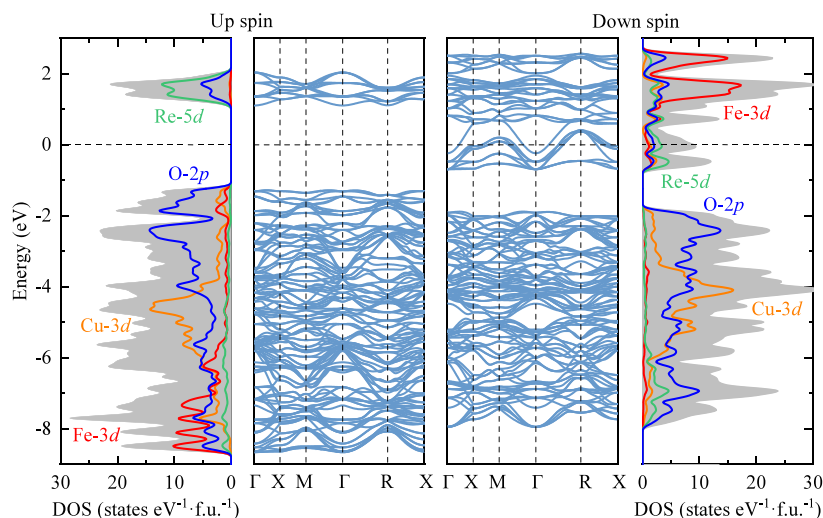 Up spin
Down spin
Energy (eV)
2
0
-2
-4
-6
-8
Re-5d
O-2p
Cu-3d
Fe-3d
30 20 10 0
DOS (states eV⁻¹·f.u.⁻¹)
Γ X M Γ R X
Γ X M Γ R X
Fe-3d
Re-5d
O-2p
Cu-3d
0 10 20 30
DOS (states eV⁻¹·f.u.⁻¹)